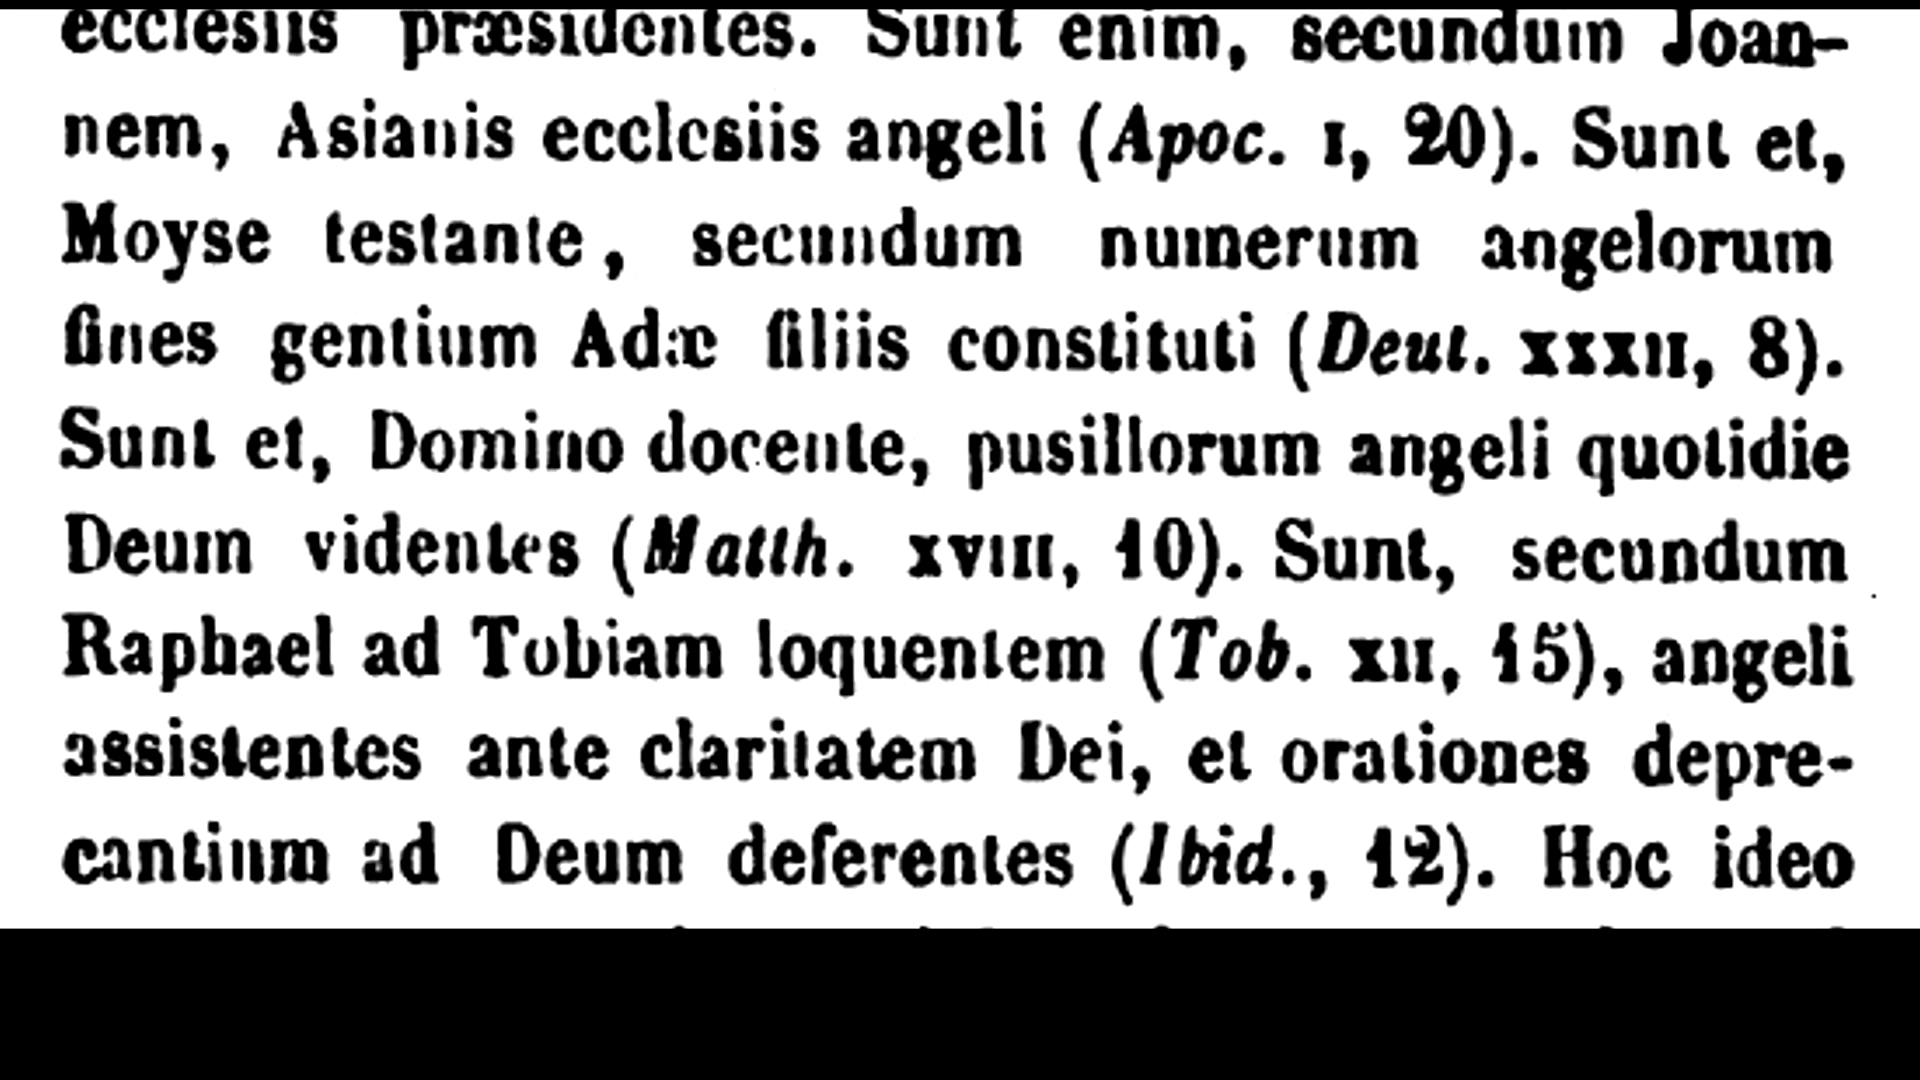 ecclesiis præsidentes. Sunt enim, secundum Joan-
nem, Asianis ecclesiis angeli (Apoc. I, 20). Sunt et,
Moyse testante, secundum numerum angelorum
fines gentium Adæ filiis constituti (Deut. XXXII, 8).
Sunt et, Domino docente, pusillorum angeli quotidie
Deum videntes (Matth. XVIII, 10). Sunt, secundum
Raphael ad Tobiam loquentem (Tob. XII, 15), angeli
assistentes ante claritatem Dei, et orationes depre-
cantium ad Deum deferentes (Ibid., 12). Hoc ideo